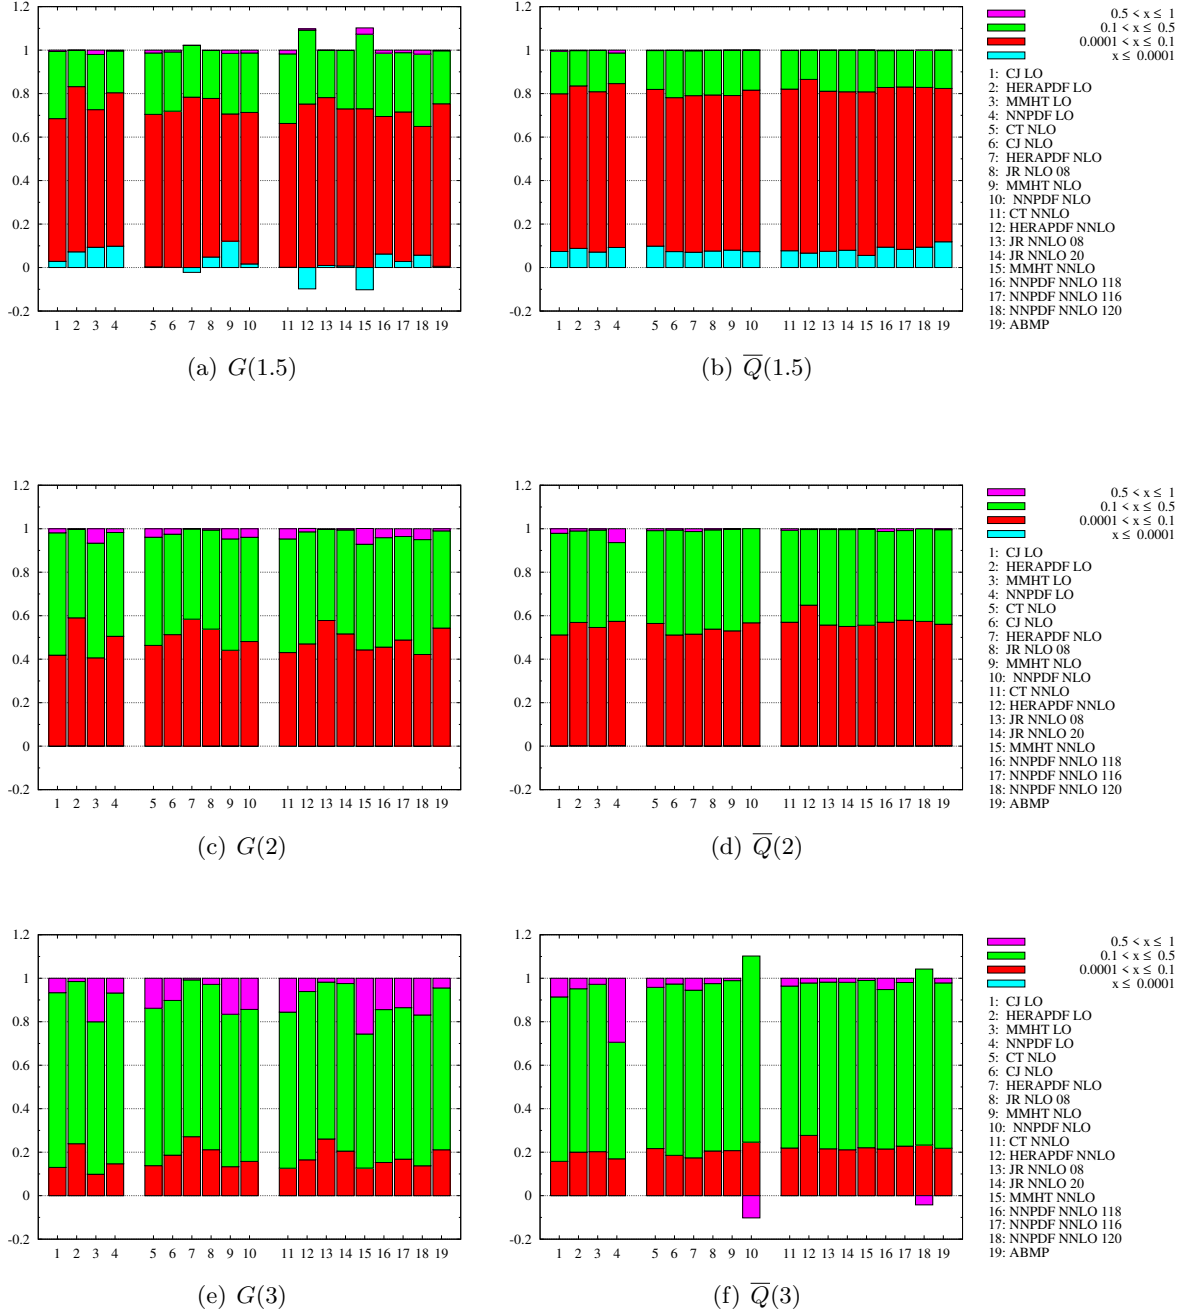 1.2
1
0.8
0.6
0.4
0.2
0
-0.2
1 2 3 4 5 6 7 8 9 10 11 12 13 14 15 16 17 18 19
(a) G(1.5)
1.2
1
0.8
0.6
0.4
0.2
0
-0.2
1 2 3 4 5 6 7 8 9 10 11 12 13 14 15 16 17 18 19
(b) Q̅(1.5)
0.5 < x ≤ 1
0.1 < x ≤ 0.5
0.0001 < x ≤ 0.1
x ≤ 0.0001
1: CJ LO
2: HERAPDF LO
3: MMHT LO
4: NNPDF LO
5: CT NLO
6: CJ NLO
7: HERAPDF NLO
8: JR NLO 08
9: MMHT NLO
10: NNPDF NLO
11: CT NNLO
12: HERAPDF NNLO
13: JR NNLO 08
14: JR NNLO 20
15: MMHT NNLO
16: NNPDF NNLO 118
17: NNPDF NNLO 116
18: NNPDF NNLO 120
19: ABMP
1.2
1
0.8
0.6
0.4
0.2
0
-0.2
1 2 3 4 5 6 7 8 9 10 11 12 13 14 15 16 17 18 19
(c) G(2)
1.2
1
0.8
0.6
0.4
0.2
0
-0.2
1 2 3 4 5 6 7 8 9 10 11 12 13 14 15 16 17 18 19
(d) Q̅(2)
0.5 < x ≤ 1
0.1 < x ≤ 0.5
0.0001 < x ≤ 0.1
x ≤ 0.0001
1: CJ LO
2: HERAPDF LO
3: MMHT LO
4: NNPDF LO
5: CT NLO
6: CJ NLO
7: HERAPDF NLO
8: JR NLO 08
9: MMHT NLO
10: NNPDF NLO
11: CT NNLO
12: HERAPDF NNLO
13: JR NNLO 08
14: JR NNLO 20
15: MMHT NNLO
16: NNPDF NNLO 118
17: NNPDF NNLO 116
18: NNPDF NNLO 120
19: ABMP
1.2
1
0.8
0.6
0.4
0.2
0
-0.2
1 2 3 4 5 6 7 8 9 10 11 12 13 14 15 16 17 18 19
(e) G(3)
1.2
1
0.8
0.6
0.4
0.2
0
-0.2
1 2 3 4 5 6 7 8 9 10 11 12 13 14 15 16 17 18 19
(f) Q̅(3)
0.5 < x ≤ 1
0.1 < x ≤ 0.5
0.0001 < x ≤ 0.1
x ≤ 0.0001
1: CJ LO
2: HERAPDF LO
3: MMHT LO
4: NNPDF LO
5: CT NLO
6: CJ NLO
7: HERAPDF NLO
8: JR NLO 08
9: MMHT NLO
10: NNPDF NLO
11: CT NNLO
12: HERAPDF NNLO
13: JR NNLO 08
14: JR NNLO 20
15: MMHT NNLO
16: NNPDF NNLO 118
17: NNPDF NNLO 116
18: NNPDF NNLO 120
19: ABMP